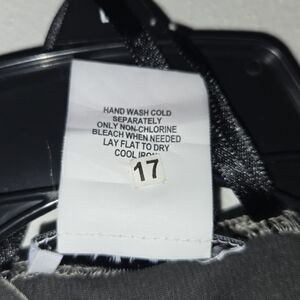 HAND WASH COLD
SEPARATELY
ONLY NON-CHLORINE
BLEACH WHEN NEEDED
LAY FLAT TO DRY
COOL IRON
17